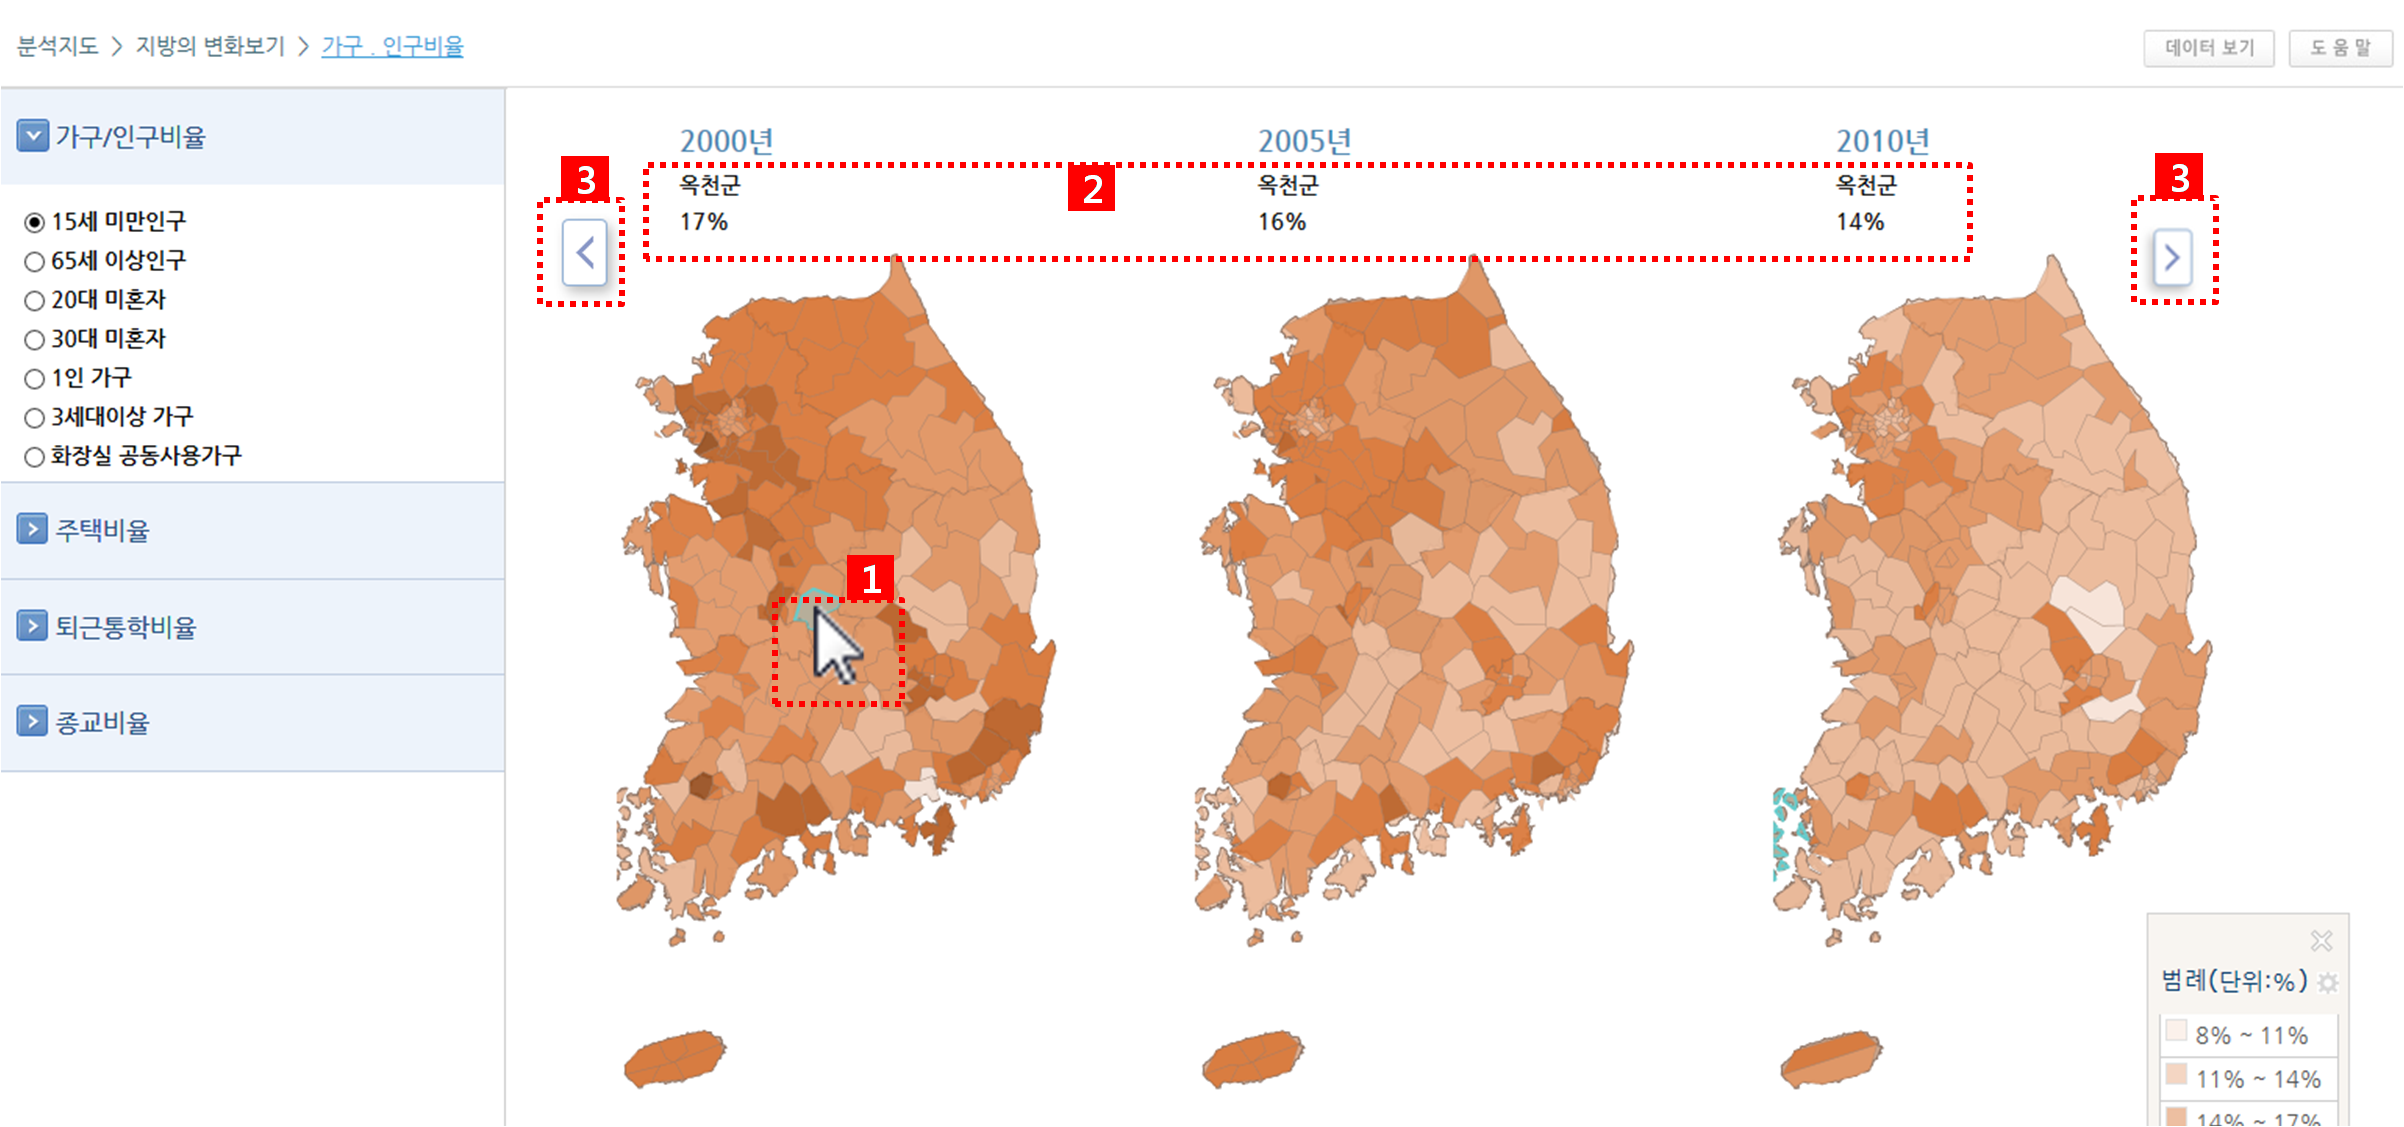 분석지도 > 지방의 변화보기 > 가구 . 인구비율
데이터 보기
도 움 말
가구/인구비율
15세 미만인구
65세 이상인구
20대 미혼자
30대 미혼자
1인 가구
3세대이상 가구
화장실 공동사용가구
주택비율
퇴근통학비율
종교비율
2000년
옥천군
17%
2005년
옥천군
16%
2010년
옥천군
14%
3
2
3
1
범례(단위:%)
8% ~ 11%
11% ~ 14%
14% ~ 17%